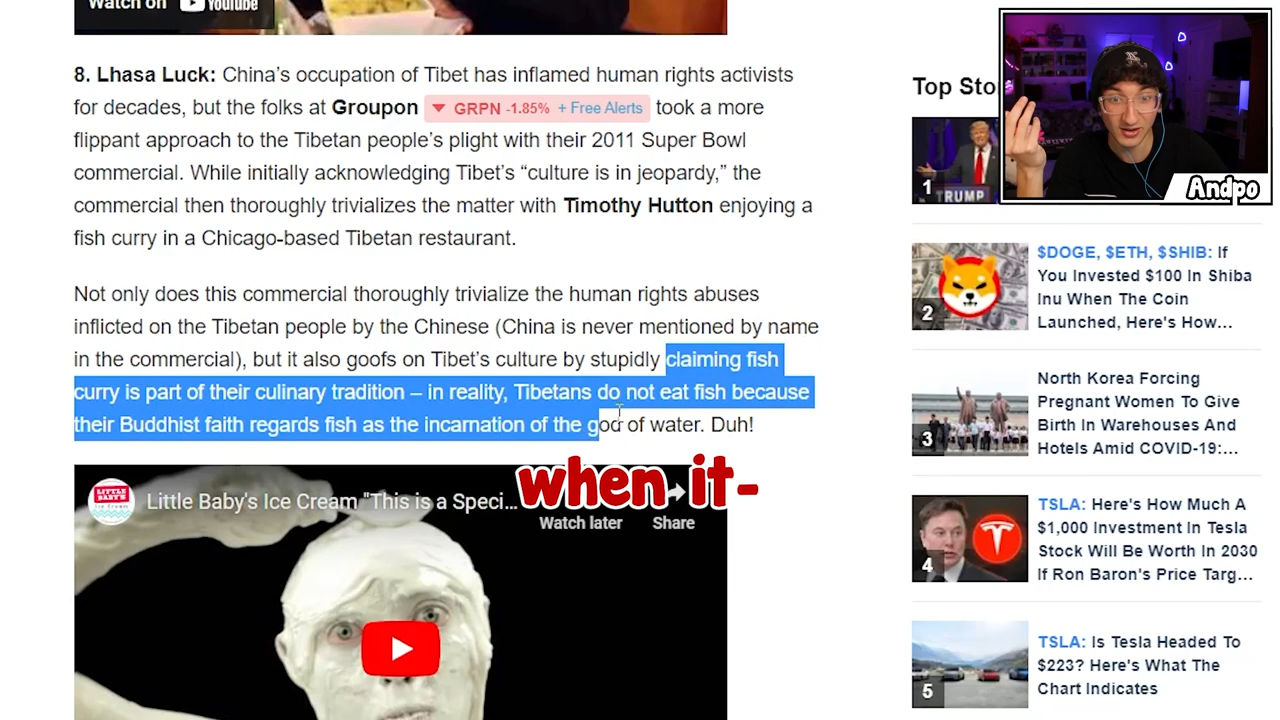 Watch on YouTube
8. Lhasa Luck: China’s occupation of Tibet has inflamed human rights activists
for decades, but the folks at Groupon ▼ GRPN -1.85% + Free Alerts took a more
flippant approach to the Tibetan people’s plight with their 2011 Super Bowl
commercial. While initially acknowledging Tibet’s “culture is in jeopardy,” the
commercial then thoroughly trivializes the matter with Timothy Hutton enjoying a
fish curry in a Chicago-based Tibetan restaurant.
Not only does this commercial thoroughly trivialize the human rights abuses
inflicted on the Tibetan people by the Chinese (China is never mentioned by name
in the commercial), but it also goofs on Tibet’s culture by stupidly claiming fish
curry is part of their culinary tradition – in reality, Tibetans do not eat fish because
their Buddhist faith regards fish as the incarnation of the god of water. Duh!
when it-
LITTLE BABY'S
Ice Cream
Little Baby's Ice Cream "This is a Speci...
Watch later
Share
Top Sto
Andpo
1
TRUMP
2
$DOGE, $ETH, $SHIB: If
You Invested $100 In Shiba
Inu When The Coin
Launched, Here's How...
3
North Korea Forcing
Pregnant Women To Give
Birth In Warehouses And
Hotels Amid COVID-19:...
4
TSLA: Here's How Much A
$1,000 Investment In Tesla
Stock Will Be Worth In 2030
If Ron Baron's Price Targ...
5
TSLA: Is Tesla Headed To
$223? Here's What The
Chart Indicates